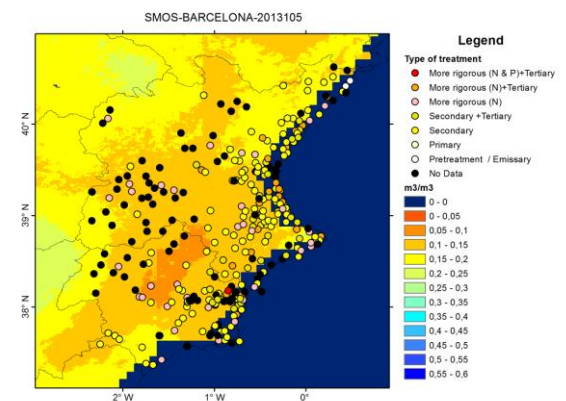 SMOS-BARCELONA-2013105
Legend
Type of treatment
More rigorous (N & P)+Tertiary
More rigorous (N)+Tertiary
More rigorous (N)
Secondary +Tertiary
Secondary
Primary
Pretreatment / Emissary
No Data
m3/m3
0 - 0
0 - 0,05
0,05 - 0,1
0,1 - 0,15
0,15 - 0,2
0,2 - 0,25
0,25 - 0,3
0,3 - 0,35
0,35 - 0,4
0,4 - 0,45
0,45 - 0,5
0,5 - 0,55
0,55 - 0,6
40° N
39° N
38° N
2° W
1° W
0°